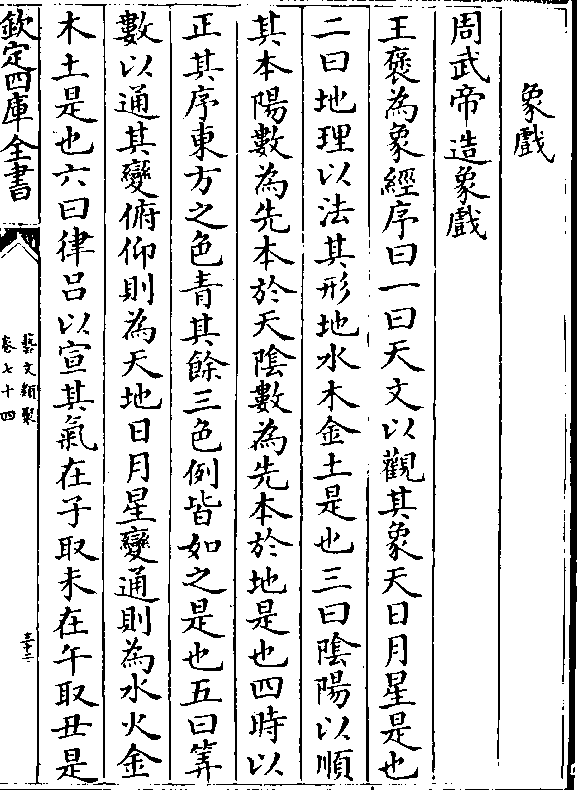 象戲
周武帝造象戲
王褒為象經序曰一曰天文以觀其象天日月星是也
二曰地理以法其形地水木金土是也三曰陰陽以順
其本陽數為先本於天陰數為先本於地是也四時以
正其序東方之色青其餘三色例皆如之是也五曰筭
數以通其變俯仰則為天地日月星變通則為水火金
木土是也六曰律呂以宣其氣在子取未在午取丑是
欽定四庫全書
藝文類聚
卷七十四
三十二